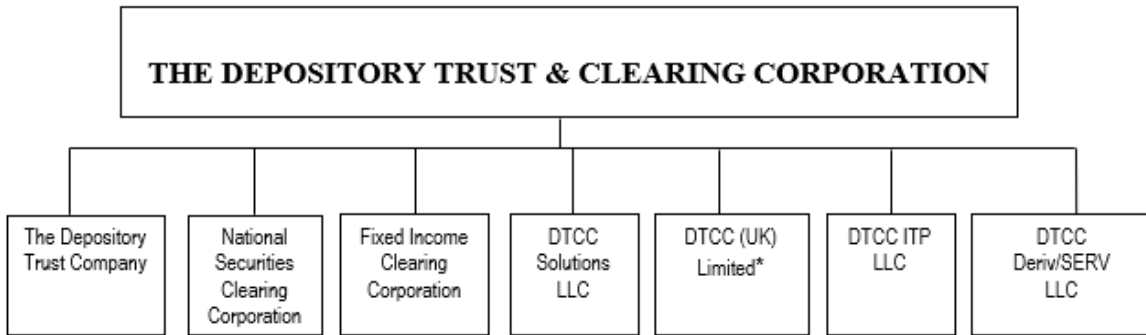 THE DEPOSITORY TRUST & CLEARING CORPORATION
The Depository
Trust Company
National
Securities
Clearing
Corporation
Fixed Income
Clearing
Corporation
DTCC
Solutions
LLC
DTCC (UK)
Limited*
DTCC ITP
LLC
DTCC
Deriv/SERV
LLC